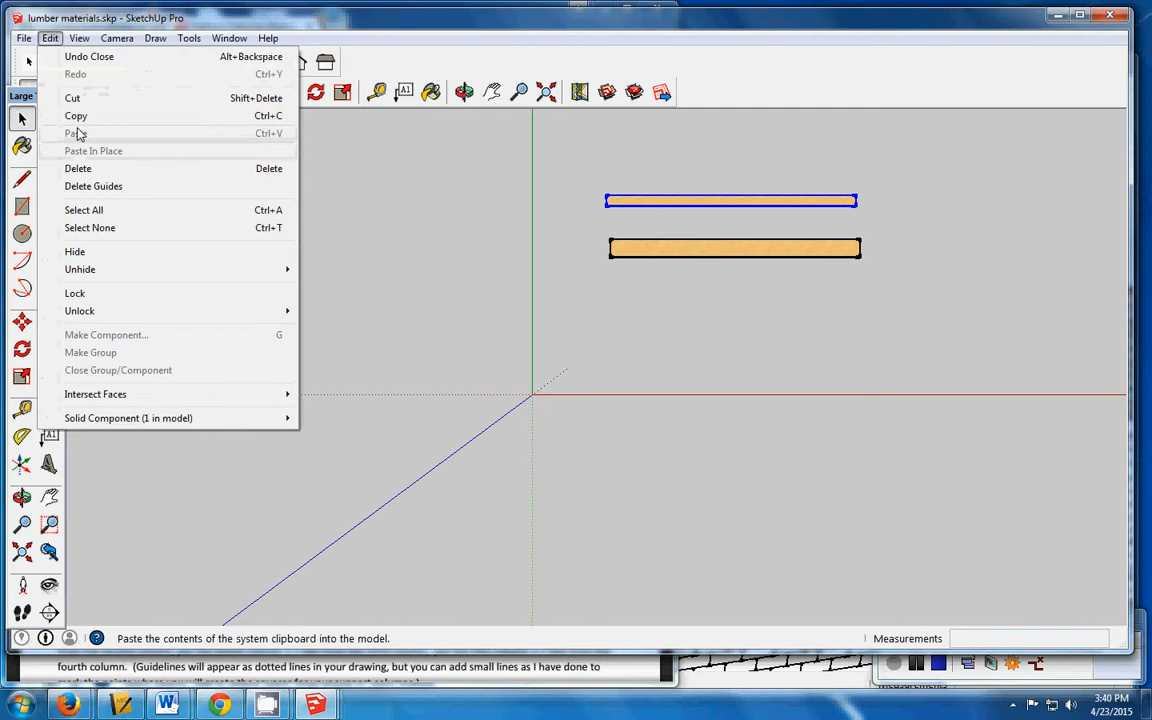 lumber materials.skp - SketchUp Pro
File Edit View Camera Draw Tools Window Help
Undo Close Alt+Backspace
Redo Ctrl+Y
Large
Cut Shift+Delete
Copy Ctrl+C
Paste Ctrl+V
Paste In Place
Delete Delete
Delete Guides
Select All Ctrl+A
Select None Ctrl+T
Hide
Unhide
Lock
Unlock
Make Component... G
Make Group
Close Group/Component
Intersect Faces
Solid Component (1 in model)
Paste the contents of the system clipboard into the model.
Measurements
fourth column. (Guidelines will appear as dotted lines in your drawing, but you can add small lines as I have done to
3:40 PM
4/23/2015